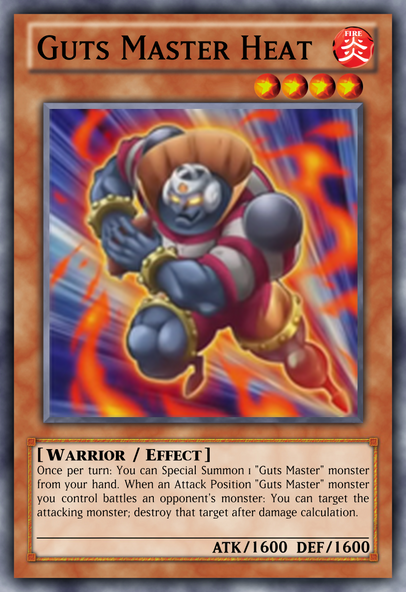 Guts Master Heat
FIRE
炎
[ Warrior / Effect ]
Once per turn: You can Special Summon 1 "Guts Master" monster
from your hand. When an Attack Position "Guts Master" monster
you control battles an opponent's monster: You can target the
attacking monster; destroy that target after damage calculation.
ATK/1600 DEF/1600